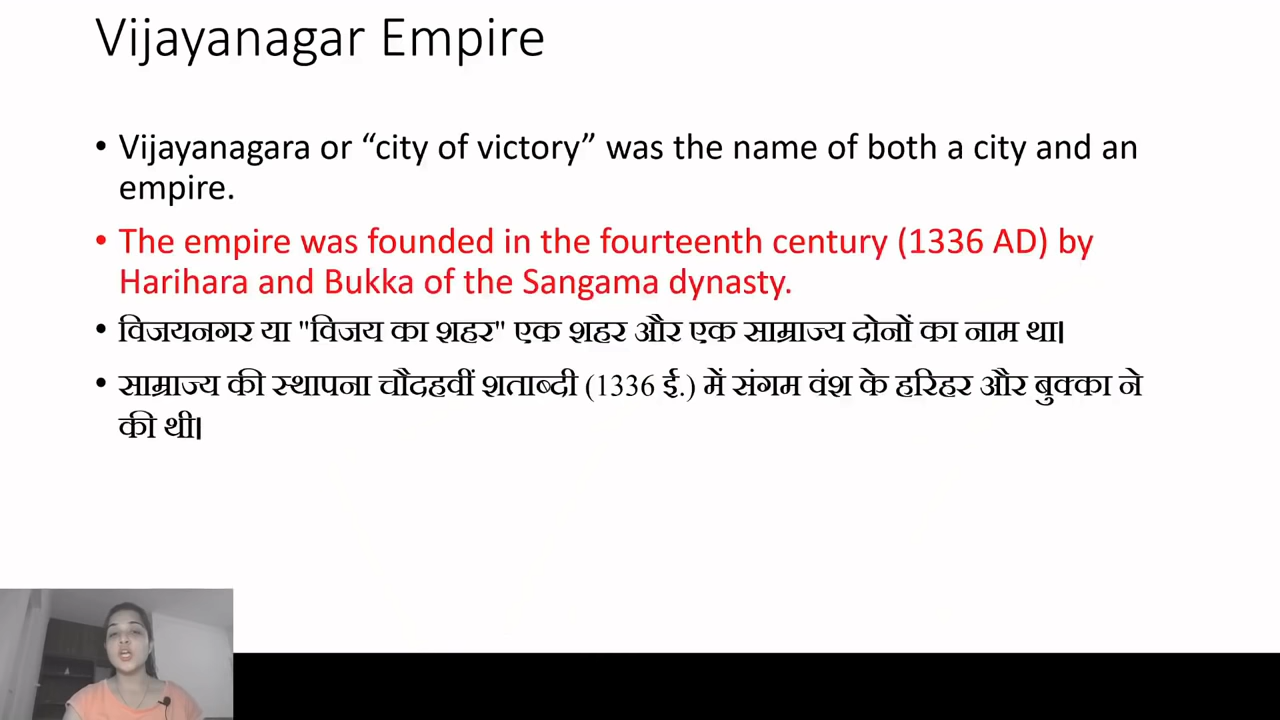 Vijayanagar Empire
• Vijayanagara or “city of victory” was the name of both a city and an
empire.
• The empire was founded in the fourteenth century (1336 AD) by
Harihara and Bukka of the Sangama dynasty.
• विजयनगर या "विजय का शहर" एक शहर और एक साम्राज्य दोनों का नाम था।
• साम्राज्य की स्थापना चौदहवीं शताब्दी (1336 ई.) में संगम वंश के हरिहर और बुक्का ने
की थी।